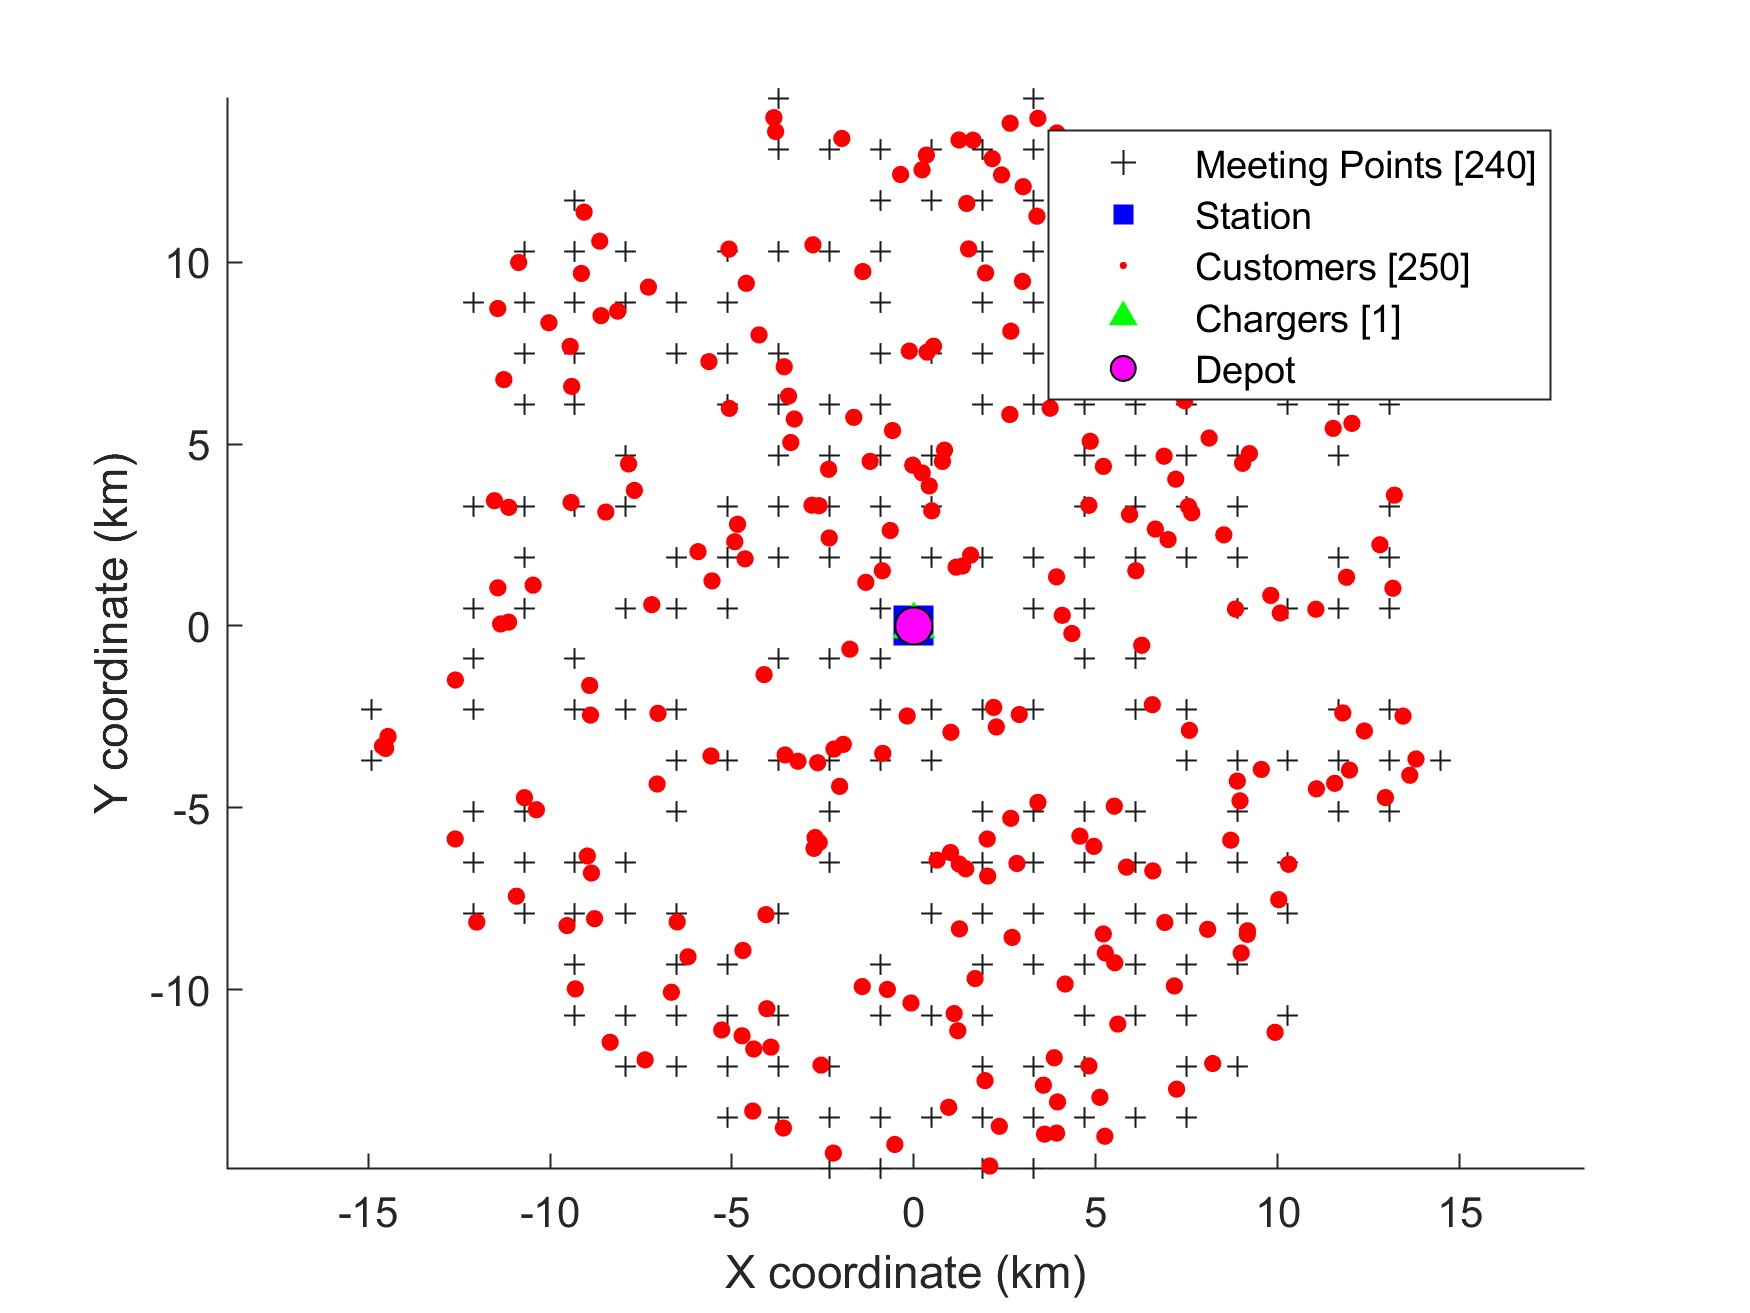 Meeting Points [240]
Station
Customers [250]
Chargers [1]
Depot
10
5
0
-5
-10
Y coordinate (km)
-15 -10 -5 0 5 10 15
X coordinate (km)